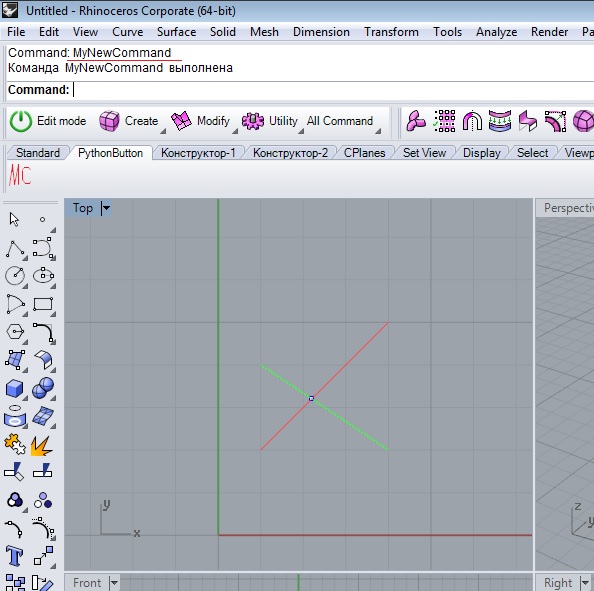 Untitled - Rhinoceros Corporate (64-bit)
File Edit View Curve Surface Solid Mesh Dimension Transform Tools Analyze Render Pa
Command: MyNewCommand
Команда MyNewCommand выполнена
Command:
Edit mode Create Modify Utility All Command
Standard PythonButton Конструктор-1 Конструктор-2 CPlanes Set View Display Select Viewp
MC
Top Perspectiv
y
x
z
y
T
Front Right